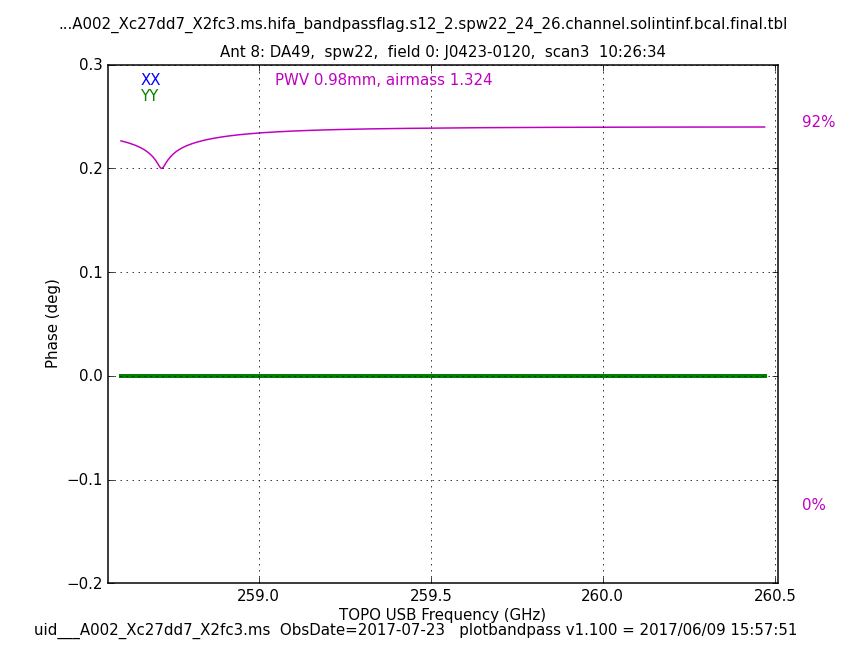 ...A002_Xc27dd7_X2fc3.ms.hifa_bandpassflag.s12_2.spw22_24_26.channel.solintinf.bcal.final.tbl
Ant 8: DA49,  spw22,  field 0: J0423-0120,  scan3  10:26:34
0.3
XX
PWV 0.98mm, airmass 1.324
YY
92%
0.2
0.1
Phase (deg)
0.0
−0.1
0%
−0.2
259.0
259.5
260.0
260.5
TOPO USB Frequency (GHz)
uid___A002_Xc27dd7_X2fc3.ms  ObsDate=2017-07-23   plotbandpass v1.100 = 2017/06/09 15:57:51